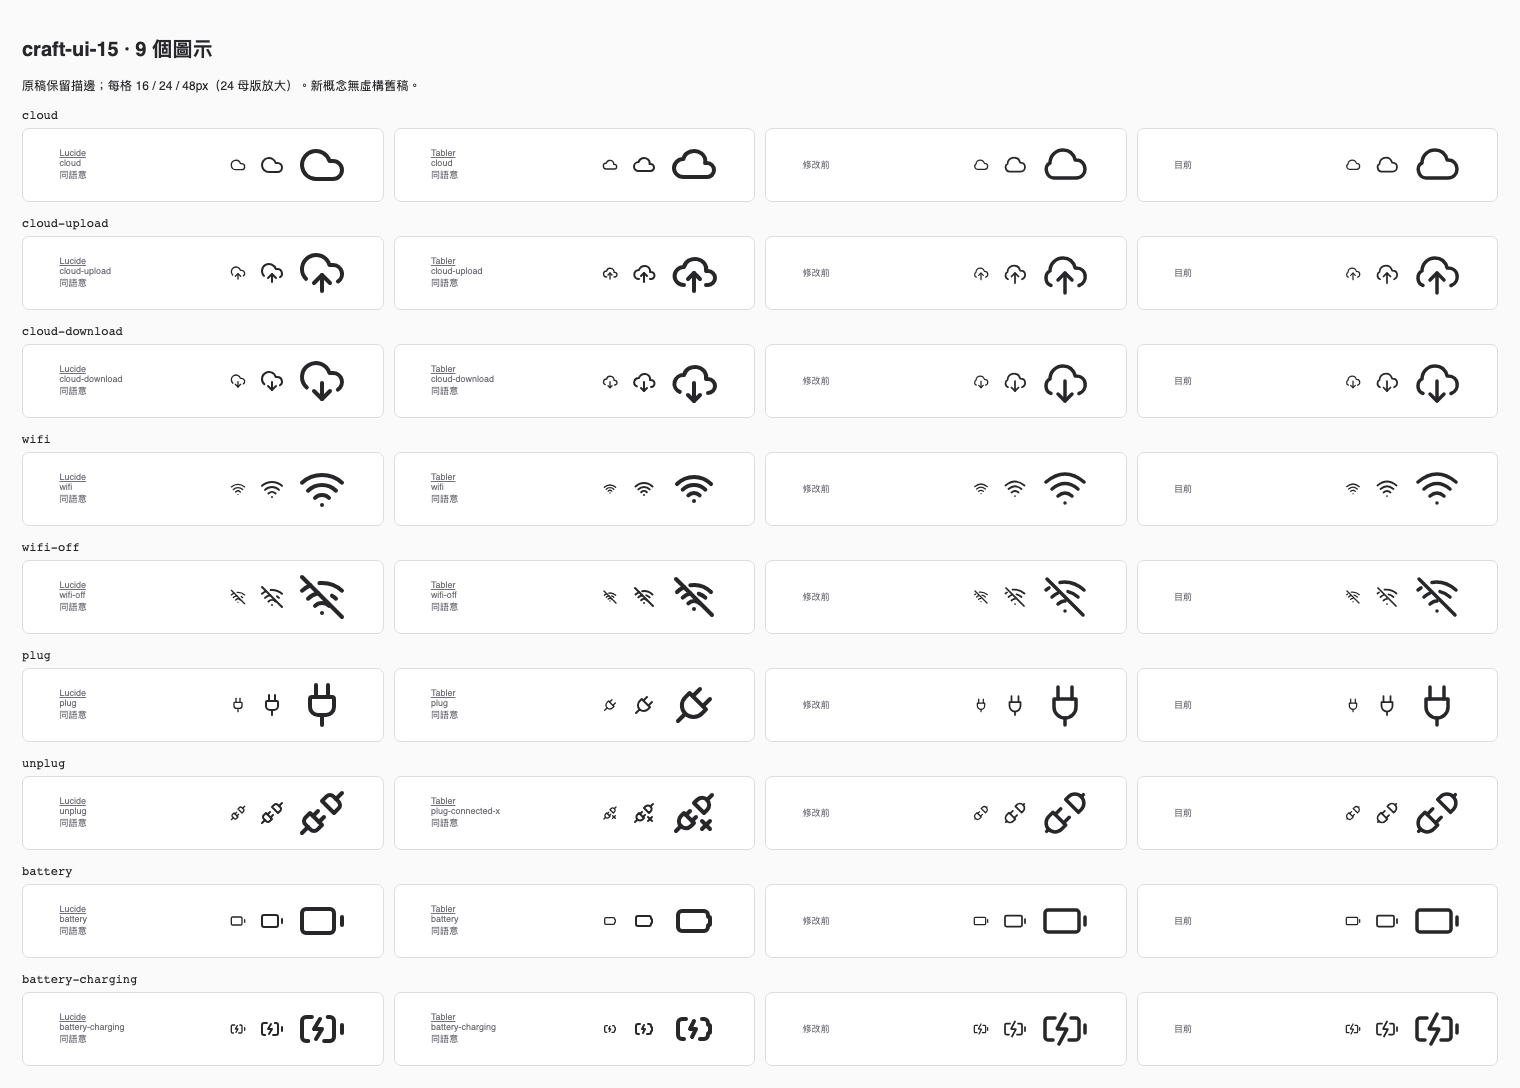 craft-ui-15 · 9 個圖示
原稿保留描邊；每格 16 / 24 / 48px（24 母版放大）。新概念無虛構舊稿。
cloud
Lucide
cloud
同語意
Tabler
cloud
同語意
修改前
目前
cloud-upload
Lucide
cloud-upload
同語意
Tabler
cloud-upload
同語意
修改前
目前
cloud-download
Lucide
cloud-download
同語意
Tabler
cloud-download
同語意
修改前
目前
wifi
Lucide
wifi
同語意
Tabler
wifi
同語意
修改前
目前
wifi-off
Lucide
wifi-off
同語意
Tabler
wifi-off
同語意
修改前
目前
plug
Lucide
plug
同語意
Tabler
plug
同語意
修改前
目前
unplug
Lucide
unplug
同語意
Tabler
plug-connected-x
同語意
修改前
目前
battery
Lucide
battery
同語意
Tabler
battery
同語意
修改前
目前
battery-charging
Lucide
battery-charging
同語意
Tabler
battery-charging
同語意
修改前
目前